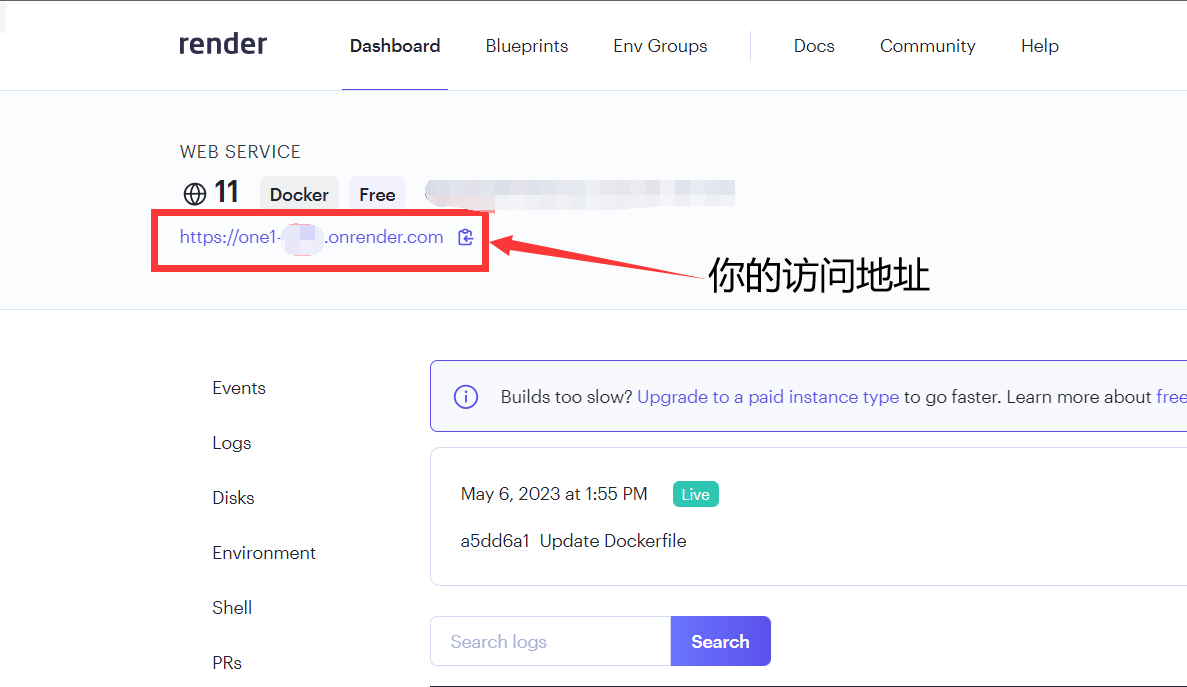 render Dashboard Blueprints Env Groups Docs Community Help
WEB SERVICE
11 Docker Free
https://one1- .onrender.com
你的访问地址
Events
Builds too slow? Upgrade to a paid instance type to go faster. Learn more about free
Logs
Disks
May 6, 2023 at 1:55 PM Live
a5dd6a1 Update Dockerfile
Environment
Shell
Search logs Search
PRs